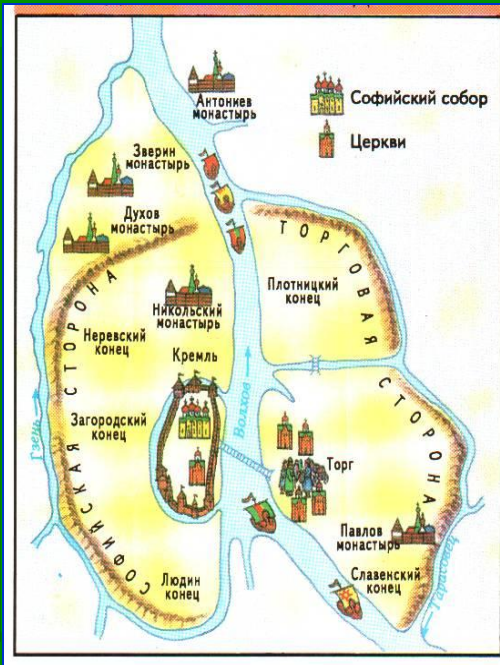 Антониев
монастырь
Софийский собор
Церкви
Зверин
монастырь
Духов
монастырь
ТОРГОВАЯ
СТОРОНА
Плотницкий
конец
Никольский
монастырь
Неревский
конец
Кремль
Загородский
конец
СОФИЙСКАЯ СТОРОНА
Гзень
Волхов
Торг
Павлов
монастырь
Славенский
конец
Людин
конец
Тарасовец